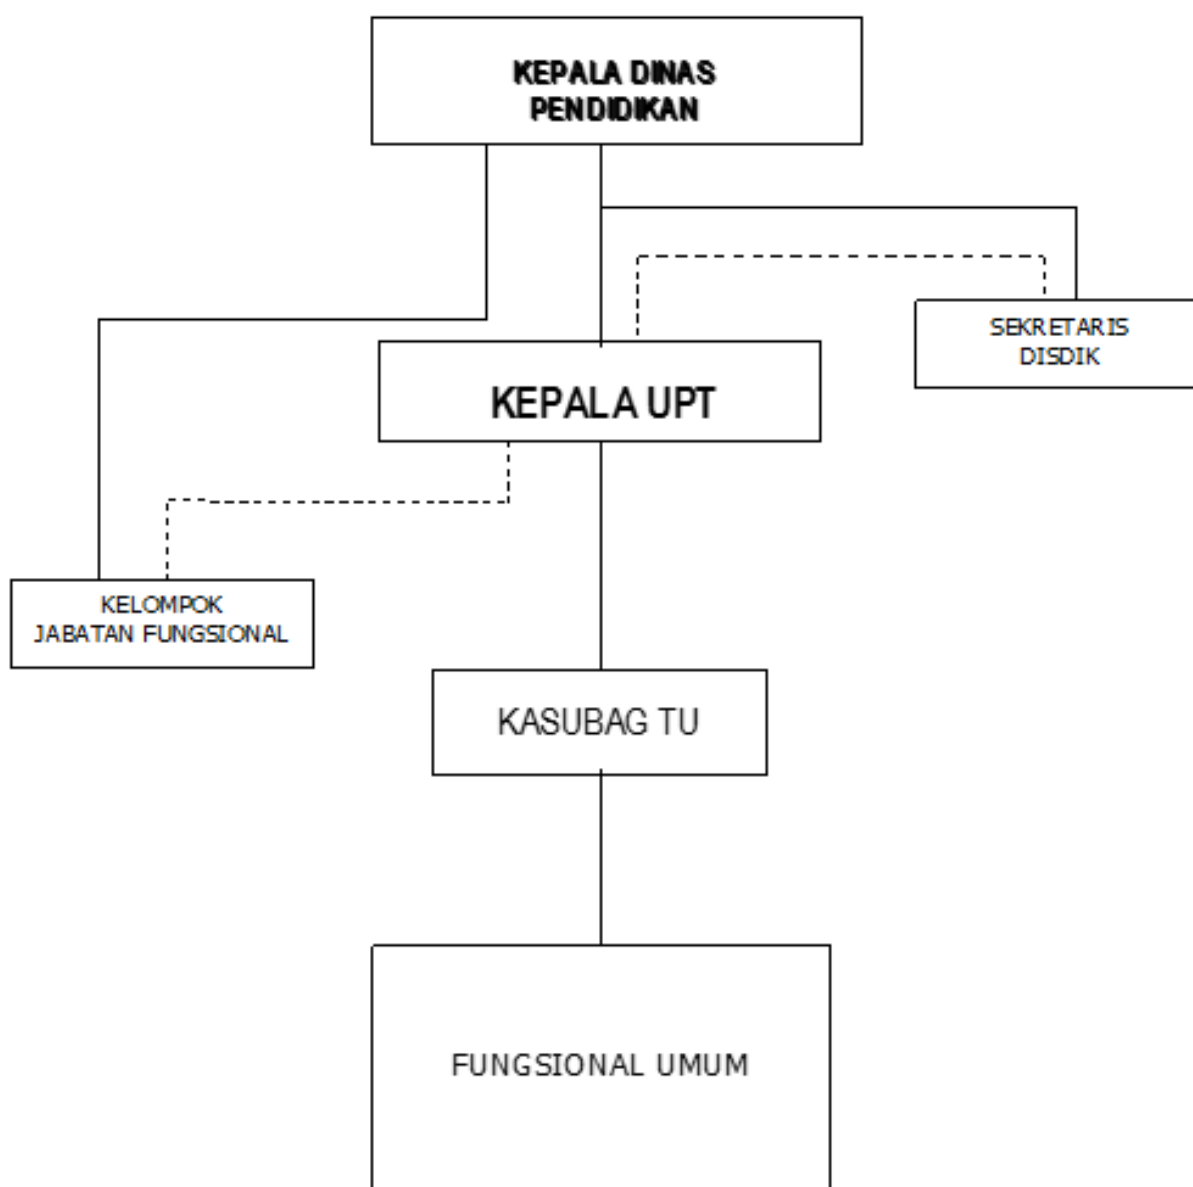 KEPALA DINAS
PENDIDIKAN
SEKRETARIS
DISDIK
KEPALA UPT
KELOMPOK
JABATAN FUNGSIONAL
KASUBAG TU
FUNGSIONAL UMUM